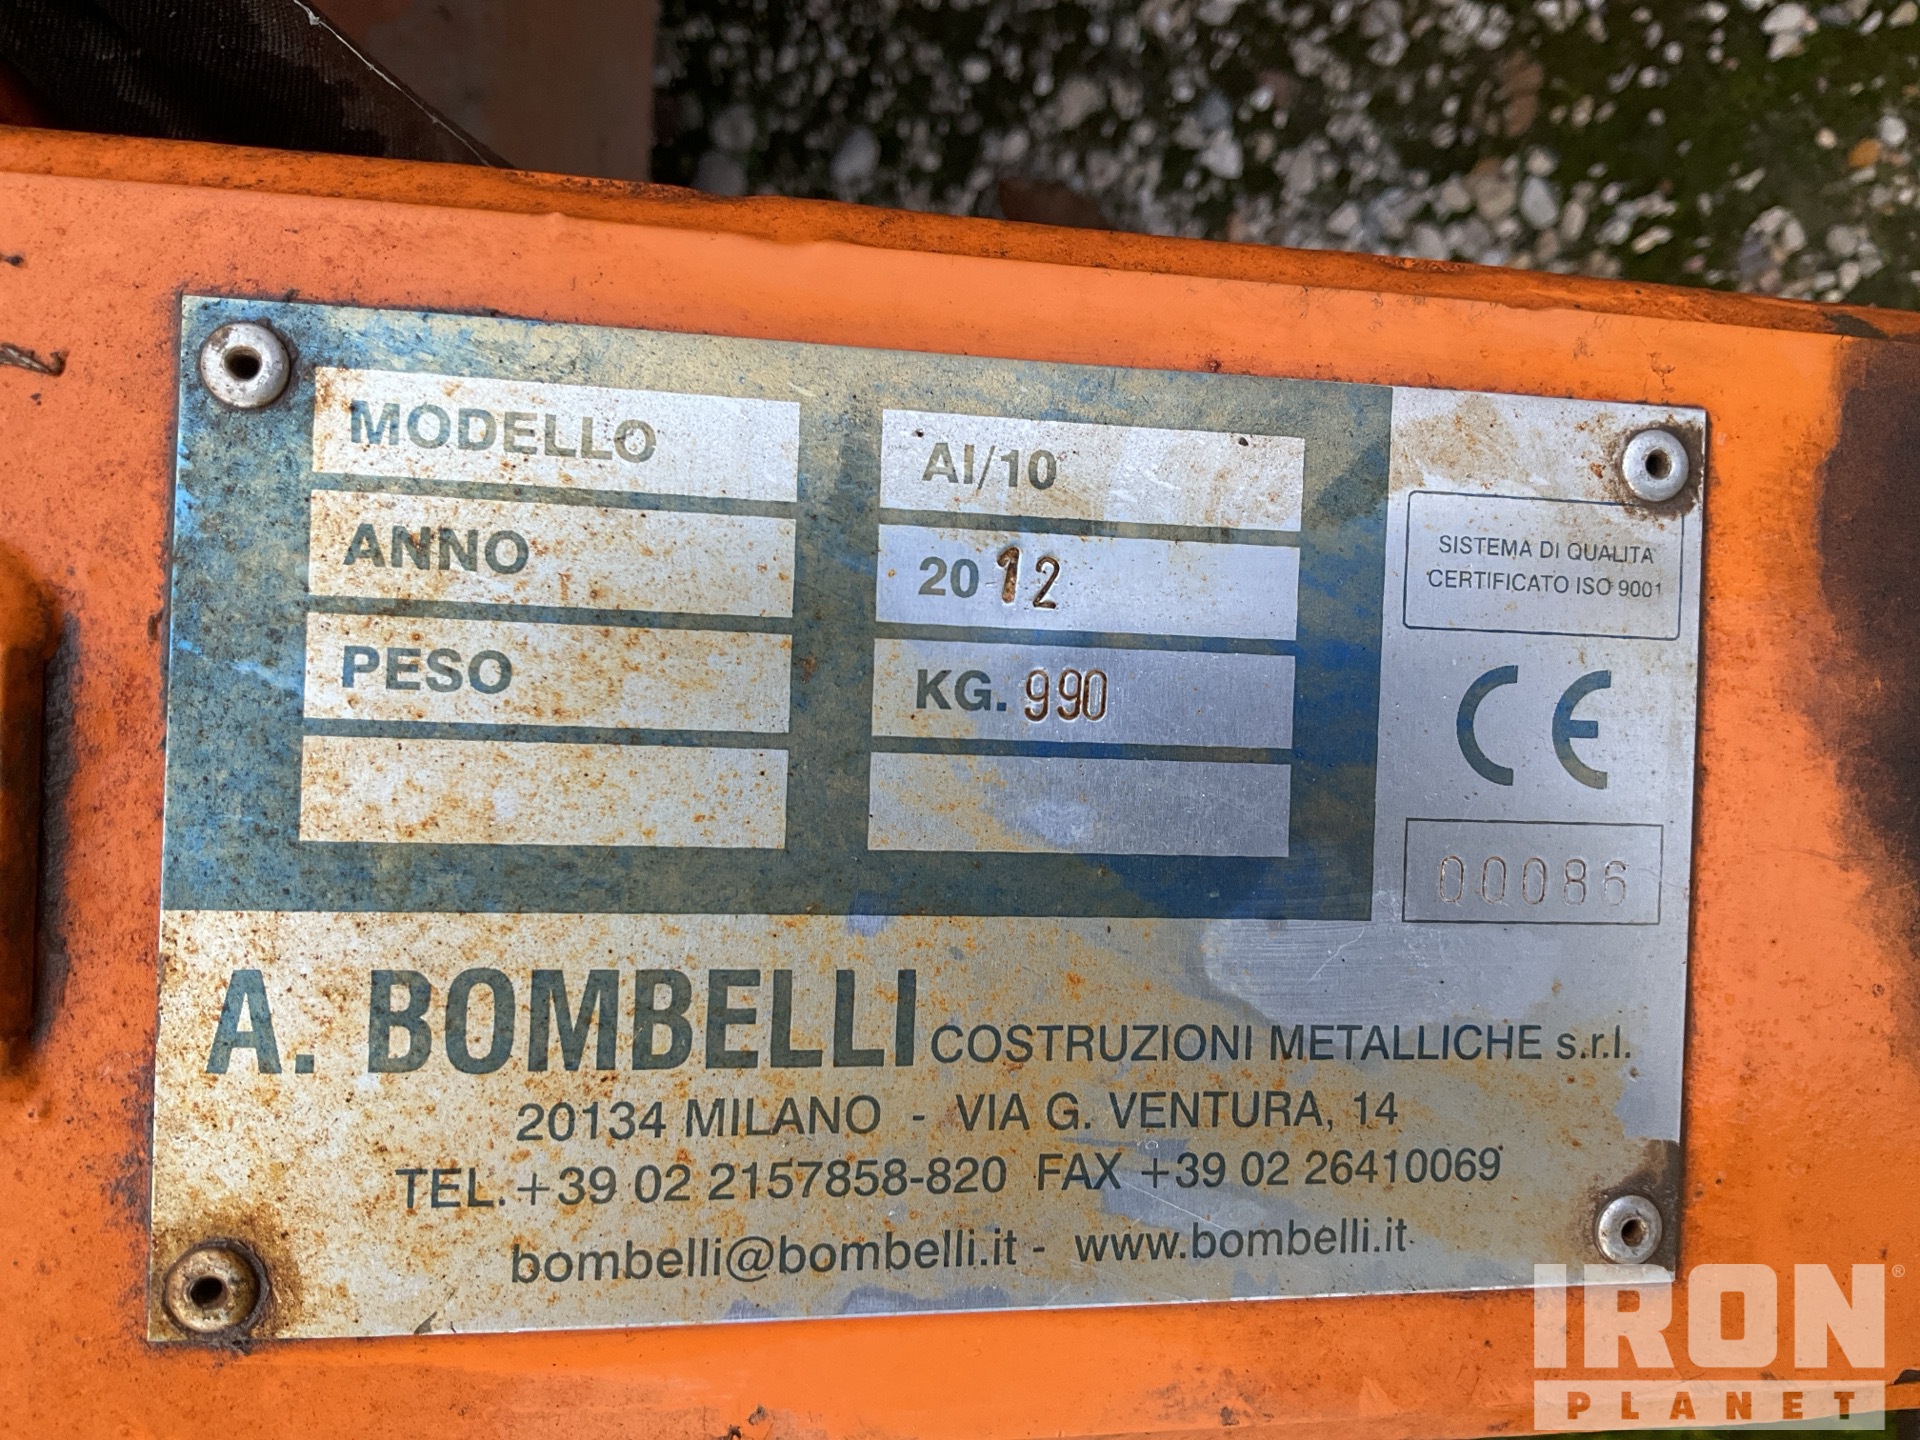 MODELLO AI/10
ANNO 2012
PESO KG. 990
SISTEMA DI QUALITA
CERTIFICATO ISO 9001
CE
00086
A. BOMBELLI COSTRUZIONI METALLICHE s.r.l.
20134 MILANO - VIA G. VENTURA, 14
TEL. +39 02 2157858-820 FAX +39 02 26410069
bombelli@bombelli.it - www.bombelli.it
IRON®
PLANET